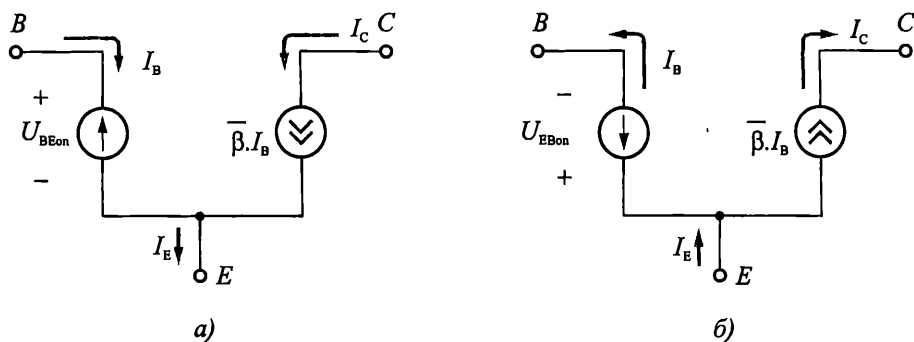 B
I_B
I_C
C
+
U_BEon
–
β̄.I_B
I_E
E
а)
B
I_B
I_C
C
–
U_EBon
+
β̄.I_B
I_E
E
б)